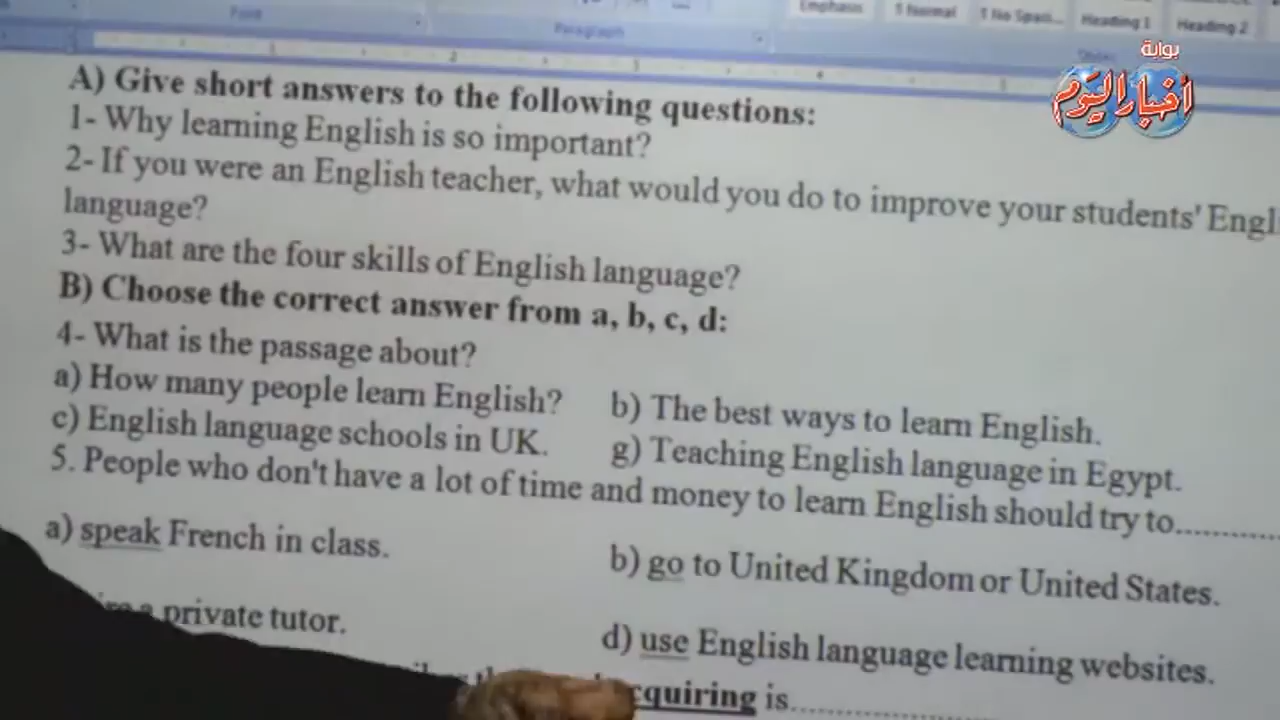 Font
Paragraph
Emphasis
¶ Normal
¶ No Spaci...
Heading 1
Heading 2
بوابة
أخبار اليوم
A) Give short answers to the following questions:
1- Why learning English is so important?
2- If you were an English teacher, what would you do to improve your students' Engl
language?
3- What are the four skills of English language?
B) Choose the correct answer from a, b, c, d:
4- What is the passage about?
a) How many people learn English? b) The best ways to learn English.
c) English language schools in UK. g) Teaching English language in Egypt.
5. People who don't have a lot of time and money to learn English should try to..........
a) speak French in class. b) go to United Kingdom or United States.
a private tutor. d) use English language learning websites.
cquiring is..................